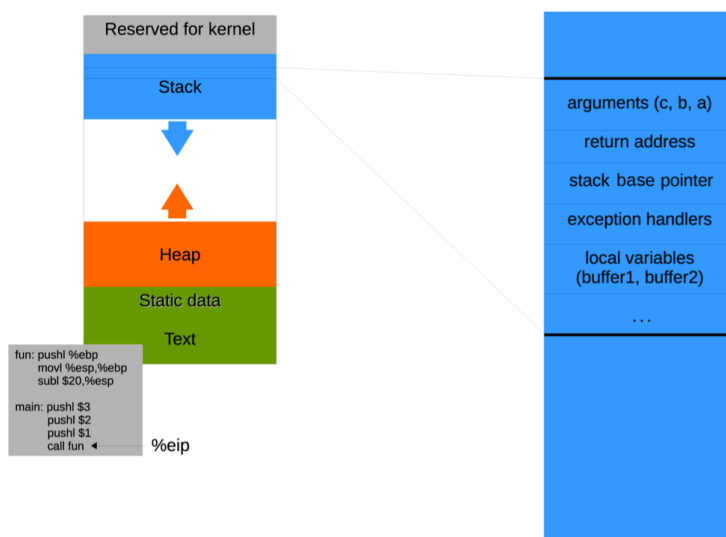 Reserved for kernel
Stack
Heap
Static data
Text
fun: pushl %ebp
movl %esp,%ebp
subl $20,%esp
main: pushl $3
pushl $2
pushl $1
call fun
%eip
arguments (c, b, a)
return address
stack base pointer
exception handlers
local variables
(buffer1, buffer2)
…